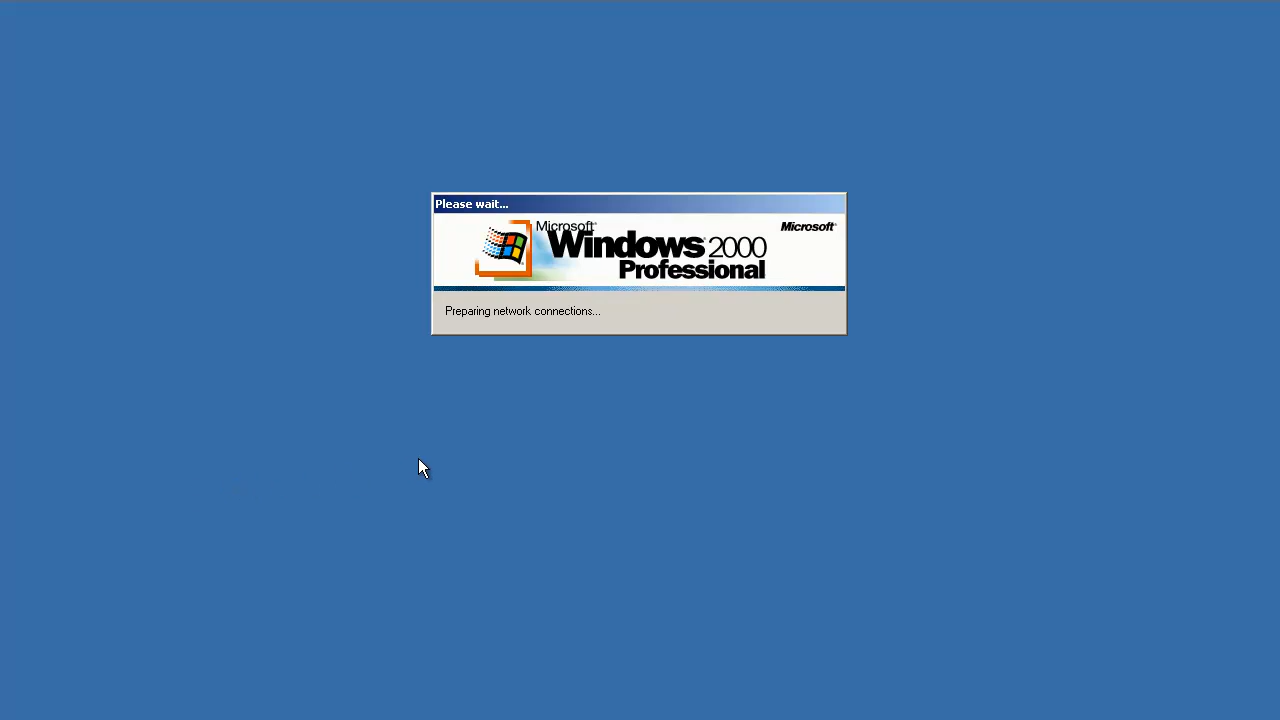 Please wait...
Microsoft®
Microsoft®
Windows 2000
Professional
Preparing network connections...